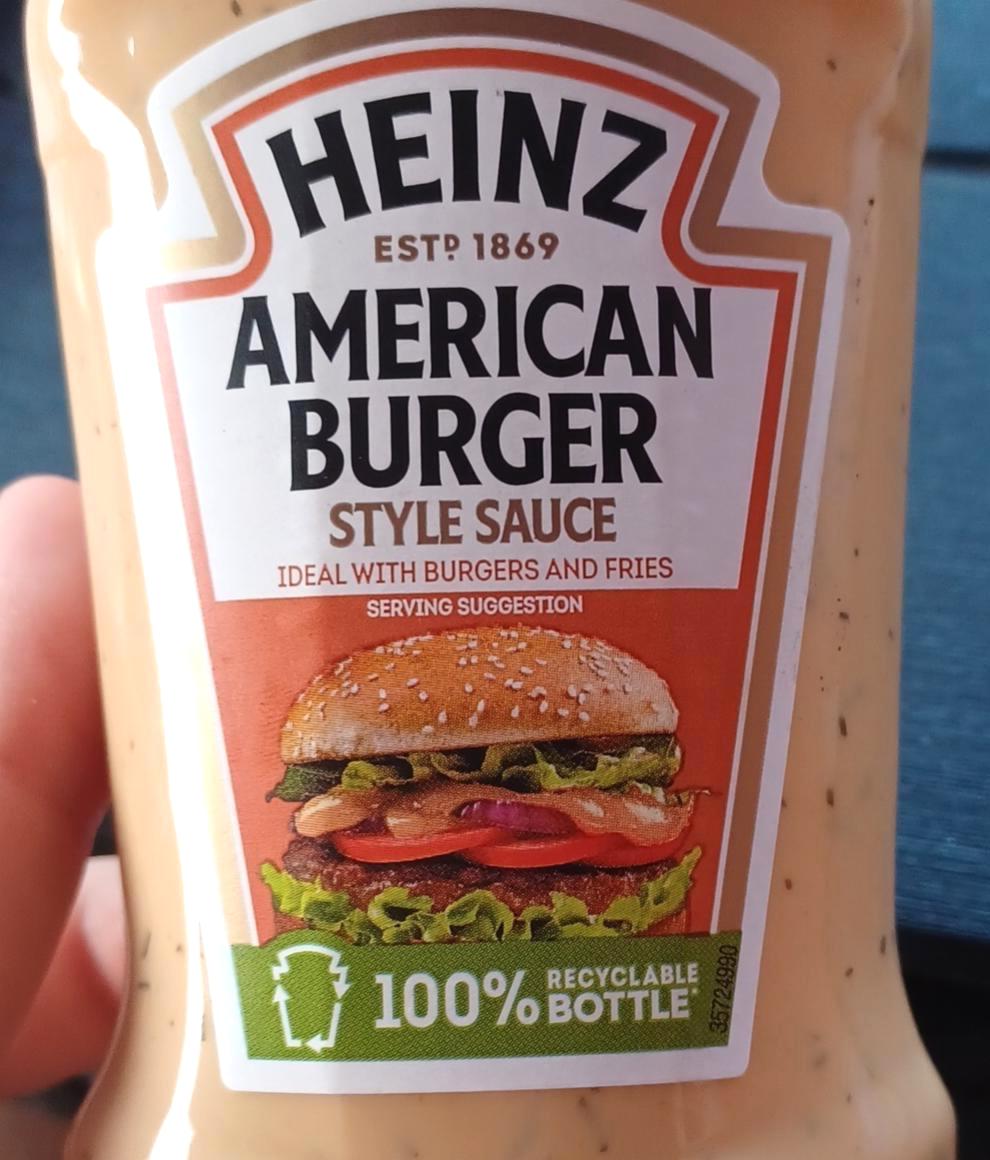 HEINZ
ESTD 1869
AMERICAN
BURGER
STYLE SAUCE
IDEAL WITH BURGERS AND FRIES
SERVING SUGGESTION
100% RECYCLABLE
BOTTLE*
35724990